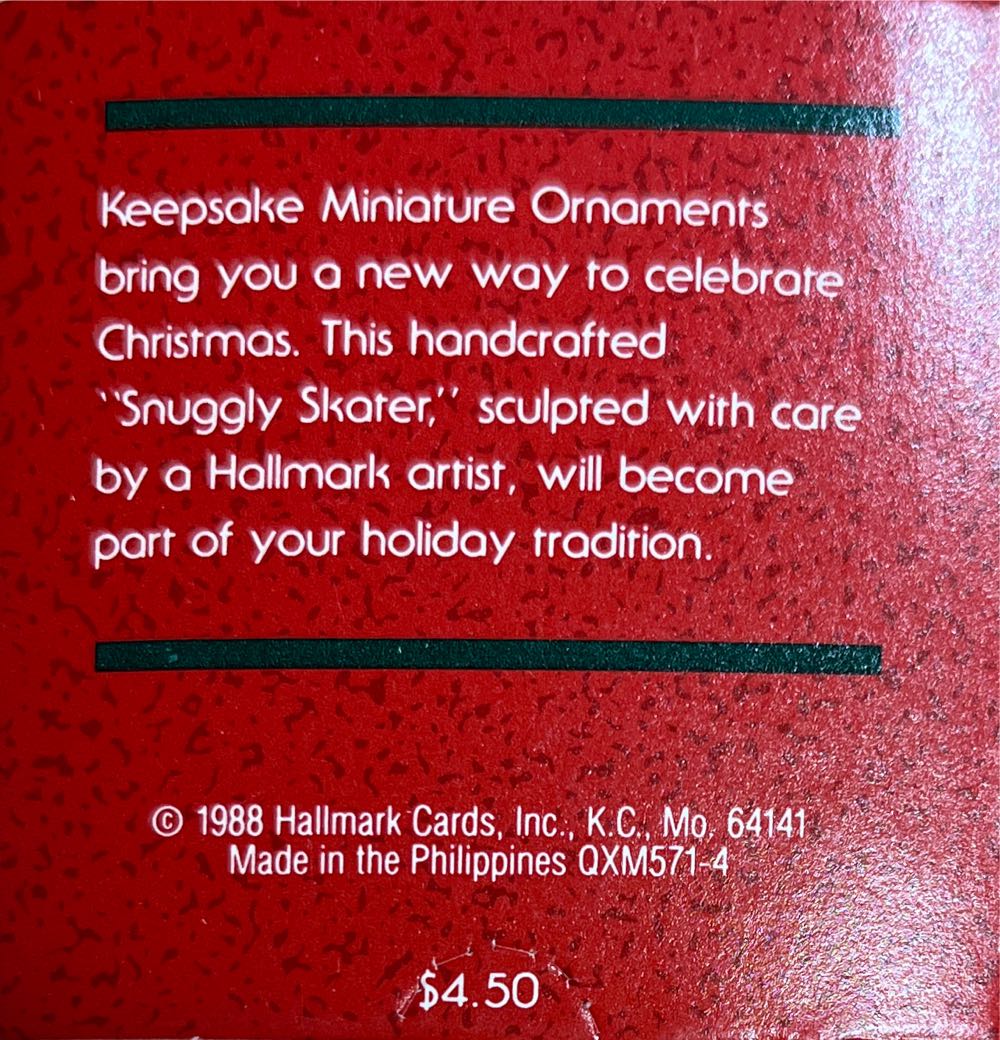 Keepsake Miniature Ornaments
bring you a new way to celebrate
Christmas. This handcrafted
“Snuggly Skater,” sculpted with care
by a Hallmark artist, will become
part of your holiday tradition.
© 1988 Hallmark Cards, Inc., K.C., Mo. 64141
Made in the Philippines QXM571-4
$4.50